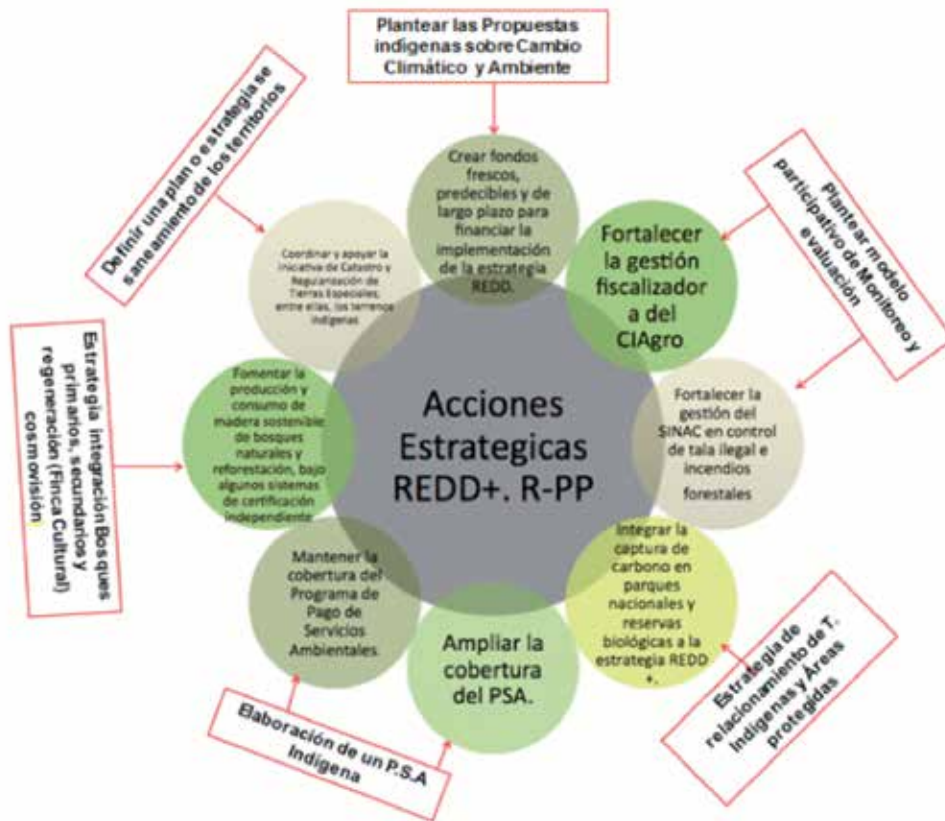 Plantear las Propuestas
indígenas sobre Cambio
Climático y Ambiente
Definir una plan o estrategia se
saneamiento de los territorios
Plantear modelo
participativo de Monitoreo y
evaluación
Crear fondos
frescos,
predecibles y de
largo plazo para
financiar la
implementación
de la estrategia
REDD.
Coordinar y apoyar la
iniciativa de Catastro y
Regularización de
Tierras Especiales,
entre ellas, los terrenos
indígenas
Fortalecer
la gestión
fiscalizador
a del
CIAgro
Estrategia integración Bosques
primarios, secundarios y
regeneración (Finca Cultural)
cosmovisión
Fomentar la
producción y
consumo de
madera sostenible
de bosques
naturales y
reforestación, bajo
algunos sistemas
de certificación
independiente
Acciones
Estrategicas
REDD+. R-PP
Fortalecer la
gestión del
SINAC en control
de tala ilegal e
incendios
forestales
Mantener la
cobertura del
Programa de
Pago de
Servicios
Ambientales.
Ampliar la
cobertura
del PSA.
Integrar la
captura de
carbono en
parques
nacionales y
reservas
biológicas a la
estrategia REDD
+.
Elaboración de un P.S.A
Indígena
Estrategia de
relacionamiento de T.
Indígenas y Áreas
protegidas